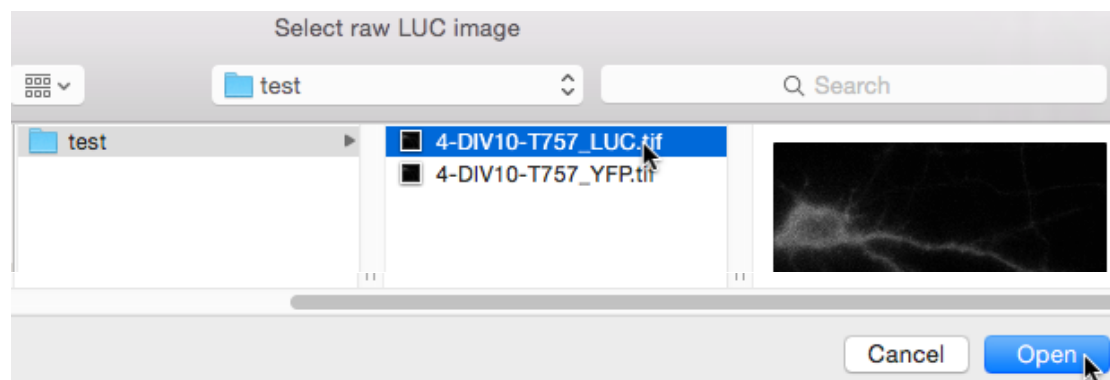 Select raw LUC image
test
Search
test
4-DIV10-T757_LUC.tif
4-DIV10-T757_YFP.tif
Cancel
Open